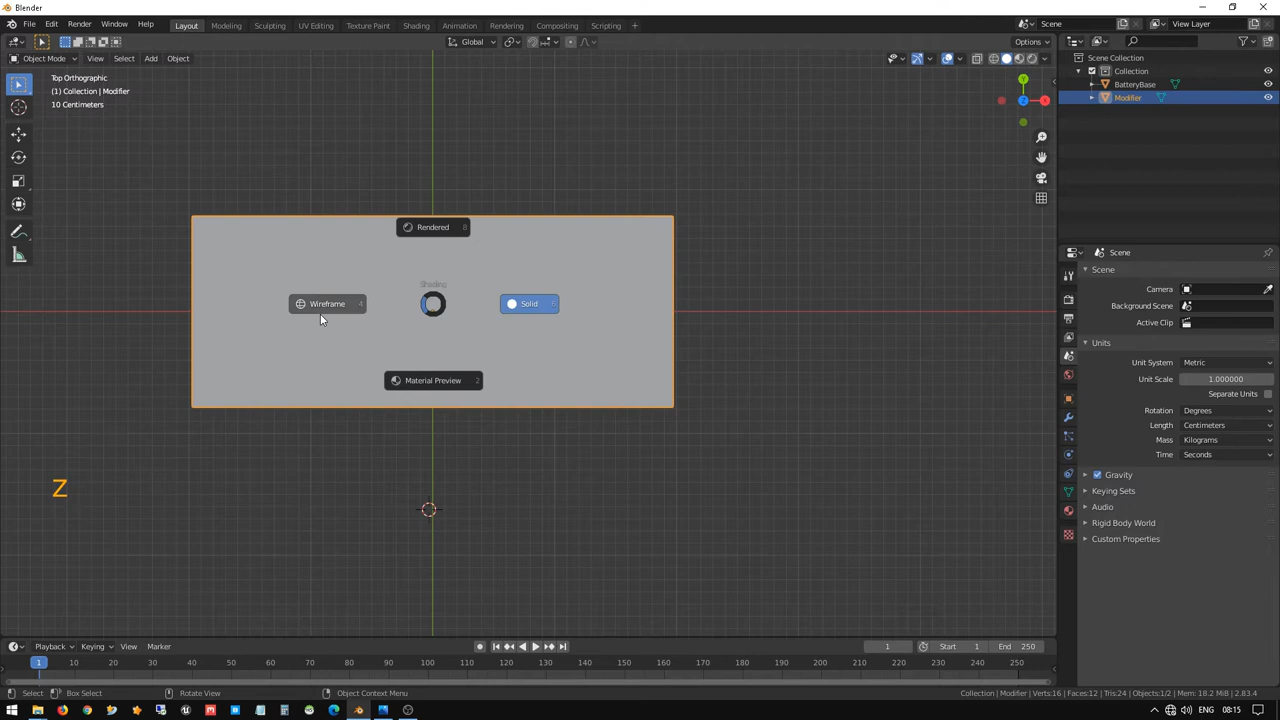 Blender
File Edit Render Window Help Layout Modeling Sculpting UV Editing Texture Paint Shading Animation Rendering Compositing Scripting + Scene View Layer
Global Options
Object Mode View Select Add Object
Top Orthographic
(1) Collection | Modifier
10 Centimeters
Scene Collection
Collection
BatteryBase
Modifier
Rendered 8
Shading
Wireframe 4
Solid 6
Material Preview 2
Z
X
Z
Scene
Scene
Camera
Background Scene
Active Clip
Units
Unit System Metric
Unit Scale 1.000000
Separate Units
Rotation Degrees
Length Centimeters
Mass Kilograms
Time Seconds
Gravity
Keying Sets
Audio
Rigid Body World
Custom Properties
Playback Keying View Marker 1 Start 1 End 250
1 10 20 30 40 50 60 70 80 90 100 110 120 130 140 150 160 170 180 190 200 210 220 230 240 250
Select Box Select Rotate View Object Context Menu Collection | Modifier | Verts:16 | Faces:12 | Tris:24 | Objects:1/2 | Mem: 18.2 MiB | 2.83.4
ENG 08:15